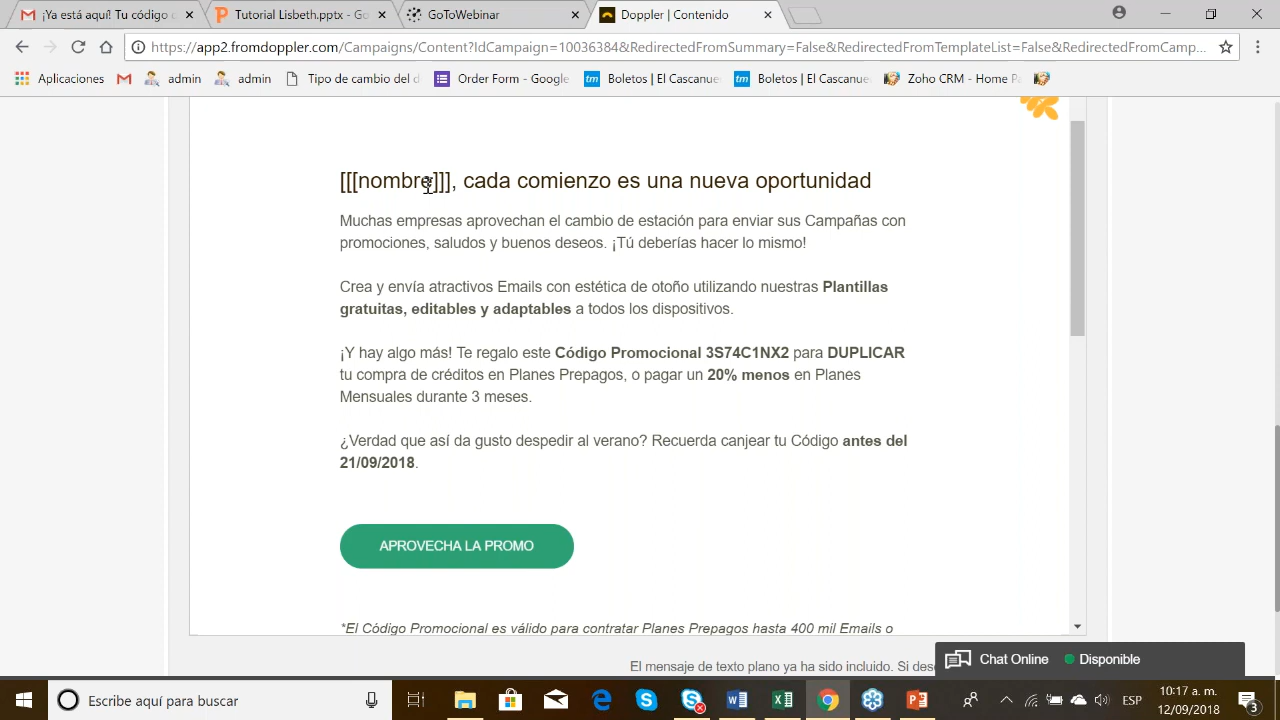 Ya está aquí! Tu código
Tutorial Lisbeth.pptx - Go
GoToWebinar
Doppler | Contenido
https://app2.fromdoppler.com/Campaigns/Content?IdCampaign=10036384&RedirectedFromSummary=False&RedirectedFromTemplateList=False&RedirectedFromCamp...
Aplicaciones
admin
admin
Tipo de cambio del d
Order Form - Google
Boletos | El Cascanue
Boletos | El Cascanue
Zoho CRM - Home Pa
[[[nombre]]], cada comienzo es una nueva oportunidad
Muchas empresas aprovechan el cambio de estación para enviar sus Campañas con
promociones, saludos y buenos deseos. ¡Tú deberías hacer lo mismo!
Crea y envía atractivos Emails con estética de otoño utilizando nuestras Plantillas
gratuitas, editables y adaptables a todos los dispositivos.
¡Y hay algo más! Te regalo este Código Promocional 3S74C1NX2 para DUPLICAR
tu compra de créditos en Planes Prepagos, o pagar un 20% menos en Planes
Mensuales durante 3 meses.
¿Verdad que así da gusto despedir al verano? Recuerda canjear tu Código antes del
21/09/2018.
APROVECHA LA PROMO
*El Código Promocional es válido para contratar Planes Prepagos hasta 400 mil Emails o
El mensaje de texto plano ya ha sido incluido. Si des
Chat Online
Disponible
Escribe aquí para buscar
ESP
10:17 a. m.
12/09/2018
3